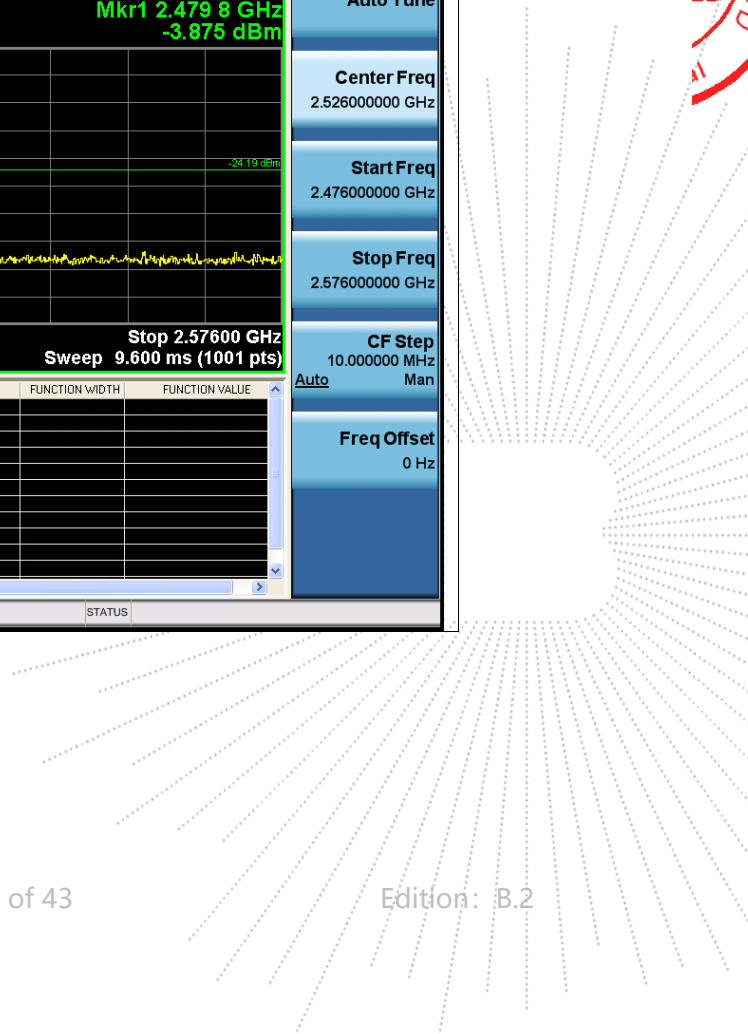 Mkr1 2.479 8 GHz
-3.875 dBm
-24.19 dBm
Stop 2.57600 GHz
Sweep 9.600 ms (1001 pts)
FUNCTION WIDTH FUNCTION VALUE
STATUS
Auto Tune
Center Freq
2.526000000 GHz
Start Freq
2.476000000 GHz
Stop Freq
2.576000000 GHz
CF Step
10.000000 MHz
Auto Man
Freq Offset
0 Hz
of 43 Edition: B.2